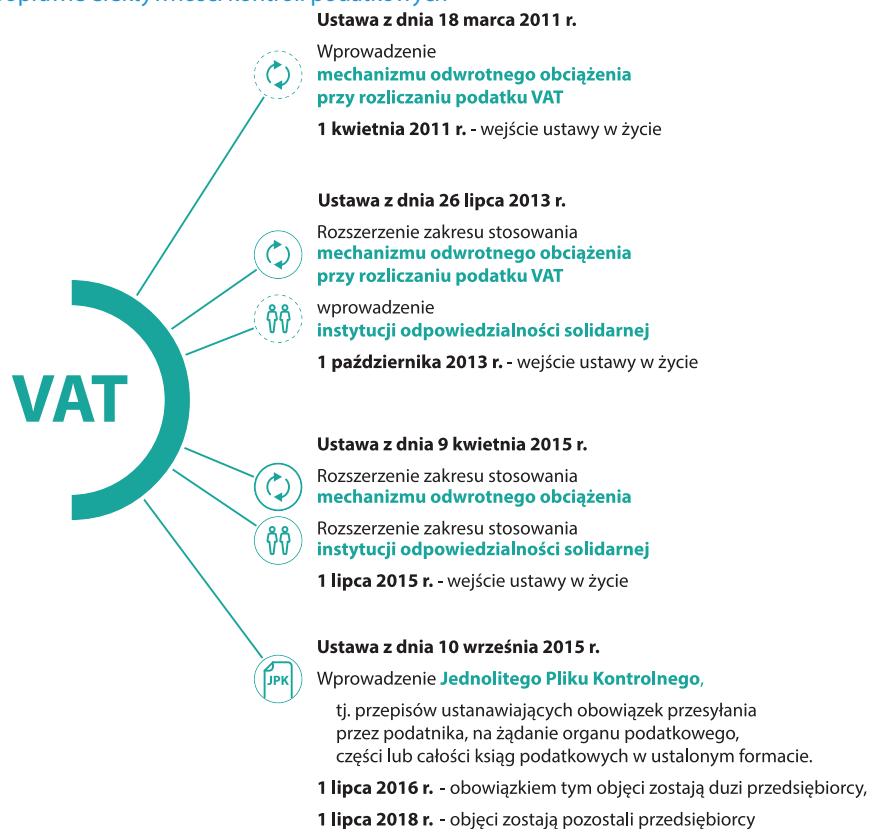 efektywności kontroli podatkowych
Ustawa z dnia 18 marca 2011 r.
Wprowadzenie
mechanizmu odwrotnego obciążenia
przy rozliczaniu podatku VAT
1 kwietnia 2011 r. - wejście ustawy w życie
Ustawa z dnia 26 lipca 2013 r.
Rozszerzenie zakresu stosowania
mechanizmu odwrotnego obciążenia
przy rozliczaniu podatku VAT
wprowadzenie
instytucji odpowiedzialności solidarnej
1 października 2013 r. - wejście ustawy w życie
VAT
Ustawa z dnia 9 kwietnia 2015 r.
Rozszerzenie zakresu stosowania
mechanizmu odwrotnego obciążenia
Rozszerzenie zakresu stosowania
instytucji odpowiedzialności solidarnej
1 lipca 2015 r. - wejście ustawy w życie
Ustawa z dnia 10 września 2015 r.
JPK
Wprowadzenie Jednolitego Pliku Kontrolnego,
tj. przepisów ustanawiających obowiązek przesyłania
przez podatnika, na żądanie organu podatkowego,
części lub całości ksiąg podatkowych w ustalonym formacie.
1 lipca 2016 r. - obowiązkiem tym objęci zostają duzi przedsiębiorcy,
1 lipca 2018 r. - objęci zostają pozostali przedsiębiorcy